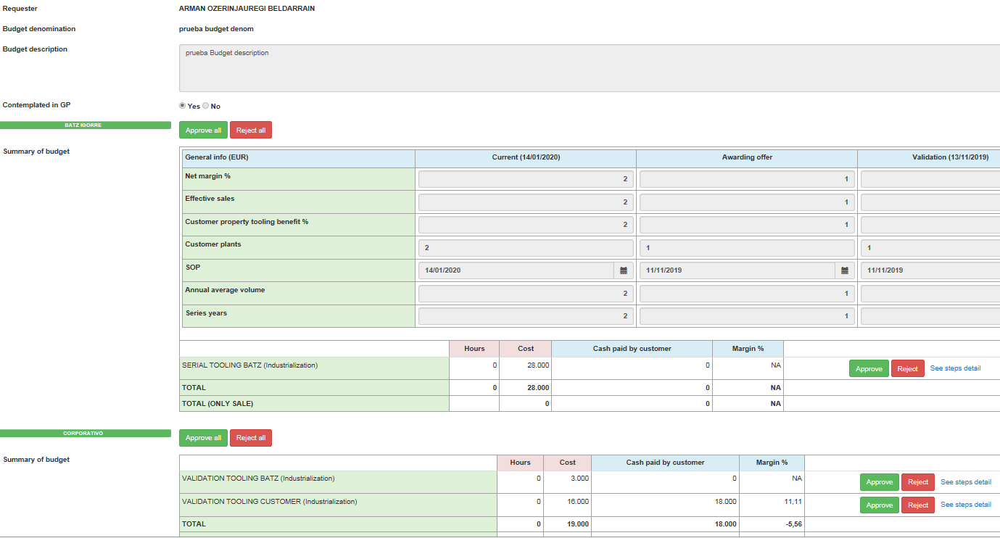 Requester ARMAN OZERINJAUREGI BELDARRAIN
Budget denomination prueba budget denom
Budget description prueba Budget description
Contemplated in GP Yes No
BATZ IGORRE Approve all Reject all
Summary of budget
General info (EUR) Current (14/01/2020) Awarding offer Validation (13/11/2019)
Net margin % 2 1
Effective sales 2 1
Customer property tooling benefit % 2 1
Customer plants 2 1 1
SOP 14/01/2020 11/11/2019 11/11/2019
Annual average volume 2 1
Series years 2 1
Hours Cost Cash paid by customer Margin %
SERIAL TOOLING BATZ (Industrialization) 0 28.000 0 NA Approve Reject See steps detail
TOTAL 0 28.000 0 NA
TOTAL (ONLY SALE) 0 0 NA
CORPORATIVO Approve all Reject all
Summary of budget
Hours Cost Cash paid by customer Margin %
VALIDATION TOOLING BATZ (Industrialization) 0 3.000 0 NA Approve Reject See steps detail
VALIDATION TOOLING CUSTOMER (Industrialization) 0 16.000 18.000 11,11 Approve Reject See steps detail
TOTAL 0 19.000 18.000 -5,56